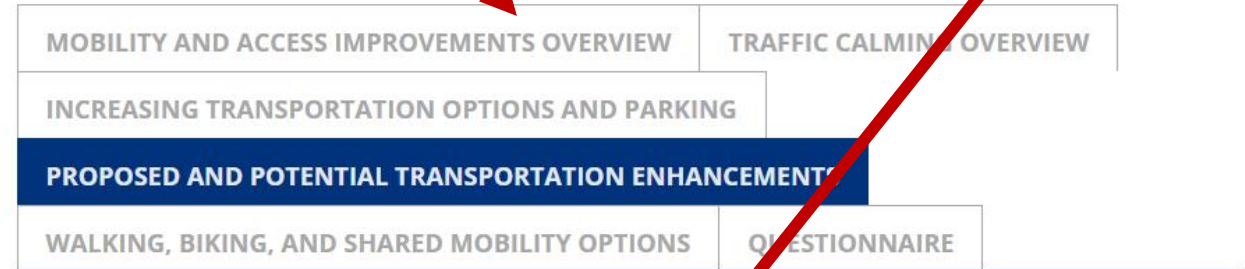 MOBILITY AND ACCESS IMPROVEMENTS OVERVIEW
TRAFFIC CALMING OVERVIEW
INCREASING TRANSPORTATION OPTIONS AND PARKING
PROPOSED AND POTENTIAL TRANSPORTATION ENHANCEMENTS
WALKING, BIKING, AND SHARED MOBILITY OPTIONS
QUESTIONNAIRE